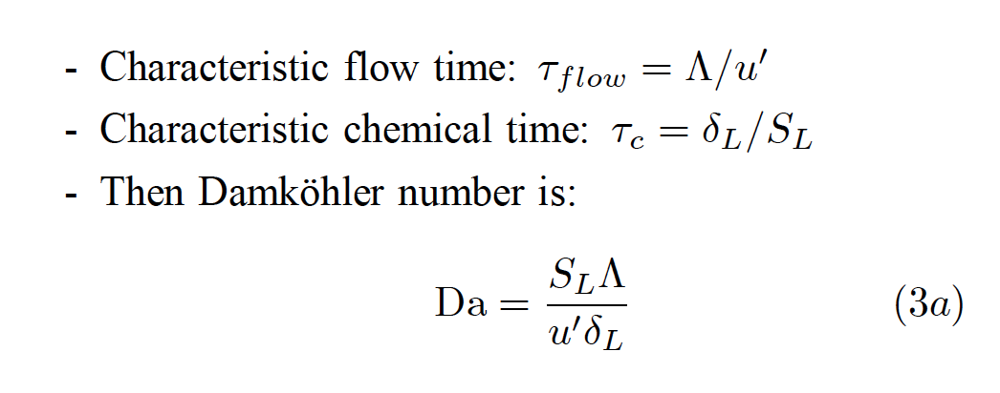 - Characteristic flow time: τ_flow = Λ/u′
- Characteristic chemical time: τ_c = δ_L/S_L
- Then Damköhler number is:
Da = S_LΛ / u′δ_L (3a)